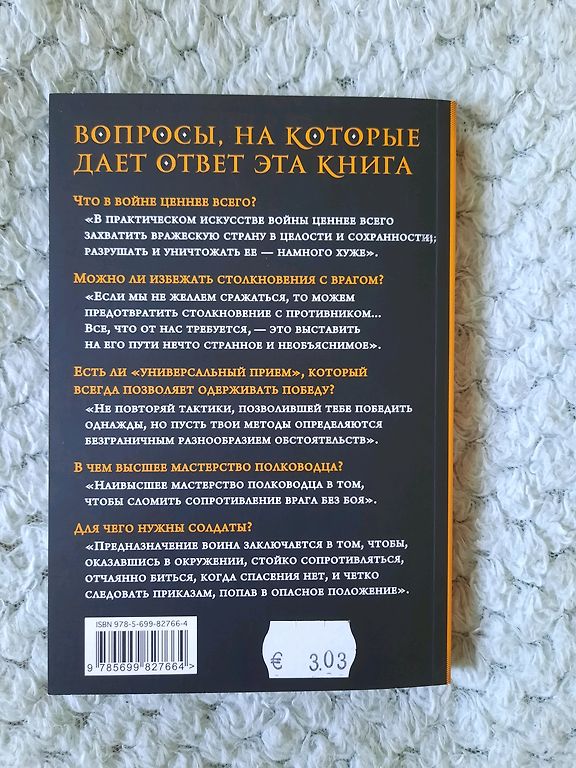 ВОПРОСЫ, НА КОТОРЫЕ
ДАЕТ ОТВЕТ ЭТА КНИГА
Что в войне ценнее всего?
«В практическом искусстве войны ценнее всего
захватить вражескую страну в целости и сохранности;
разрушать и уничтожать ее — намного хуже».
Можно ли избежать столкновения с врагом?
«Если мы не желаем сражаться, то можем
предотвратить столкновение с противником...
Все, что от нас требуется, — это выставить
на его пути нечто странное и необъяснимое».
Есть ли «универсальный прием», который
всегда позволяет одерживать победу?
«Не повторяй тактики, позволившей тебе победить
однажды, но пусть твои методы определяются
безграничным разнообразием обстоятельств».
В чем высшее мастерство полководца?
«Наивысшее мастерство полководца в том,
чтобы сломить сопротивление врага без боя».
Для чего нужны солдаты?
«Предназначение воина заключается в том, чтобы,
оказавшись в окружении, стойко сопротивляться,
отчаянно биться, когда спасения нет, и четко
следовать приказам, попав в опасное положение».
ISBN 978-5-699-82766-4
9 785699 827664>
€ 3.03